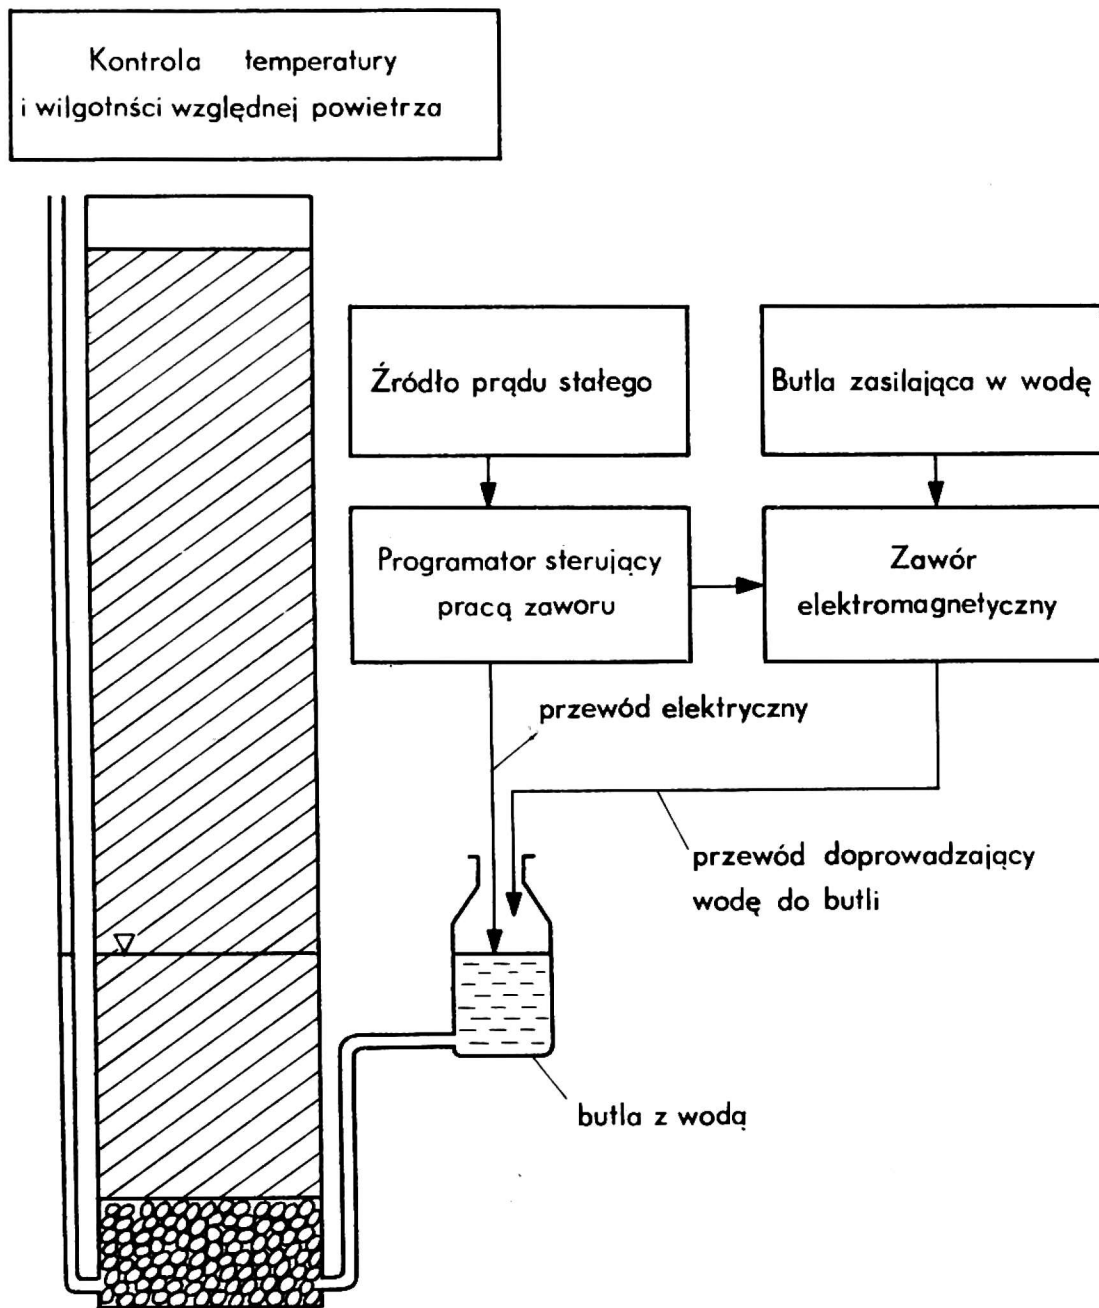 Kontrola temperatury
i wilgotnści względnej powietrza
Źródło prądu stałego
Butla zasilająca w wodę
Programator sterujący
pracą zaworu
Zawór
elektromagnetyczny
przewód elektryczny
przewód doprowadzający
wodę do butli
butla z wodą